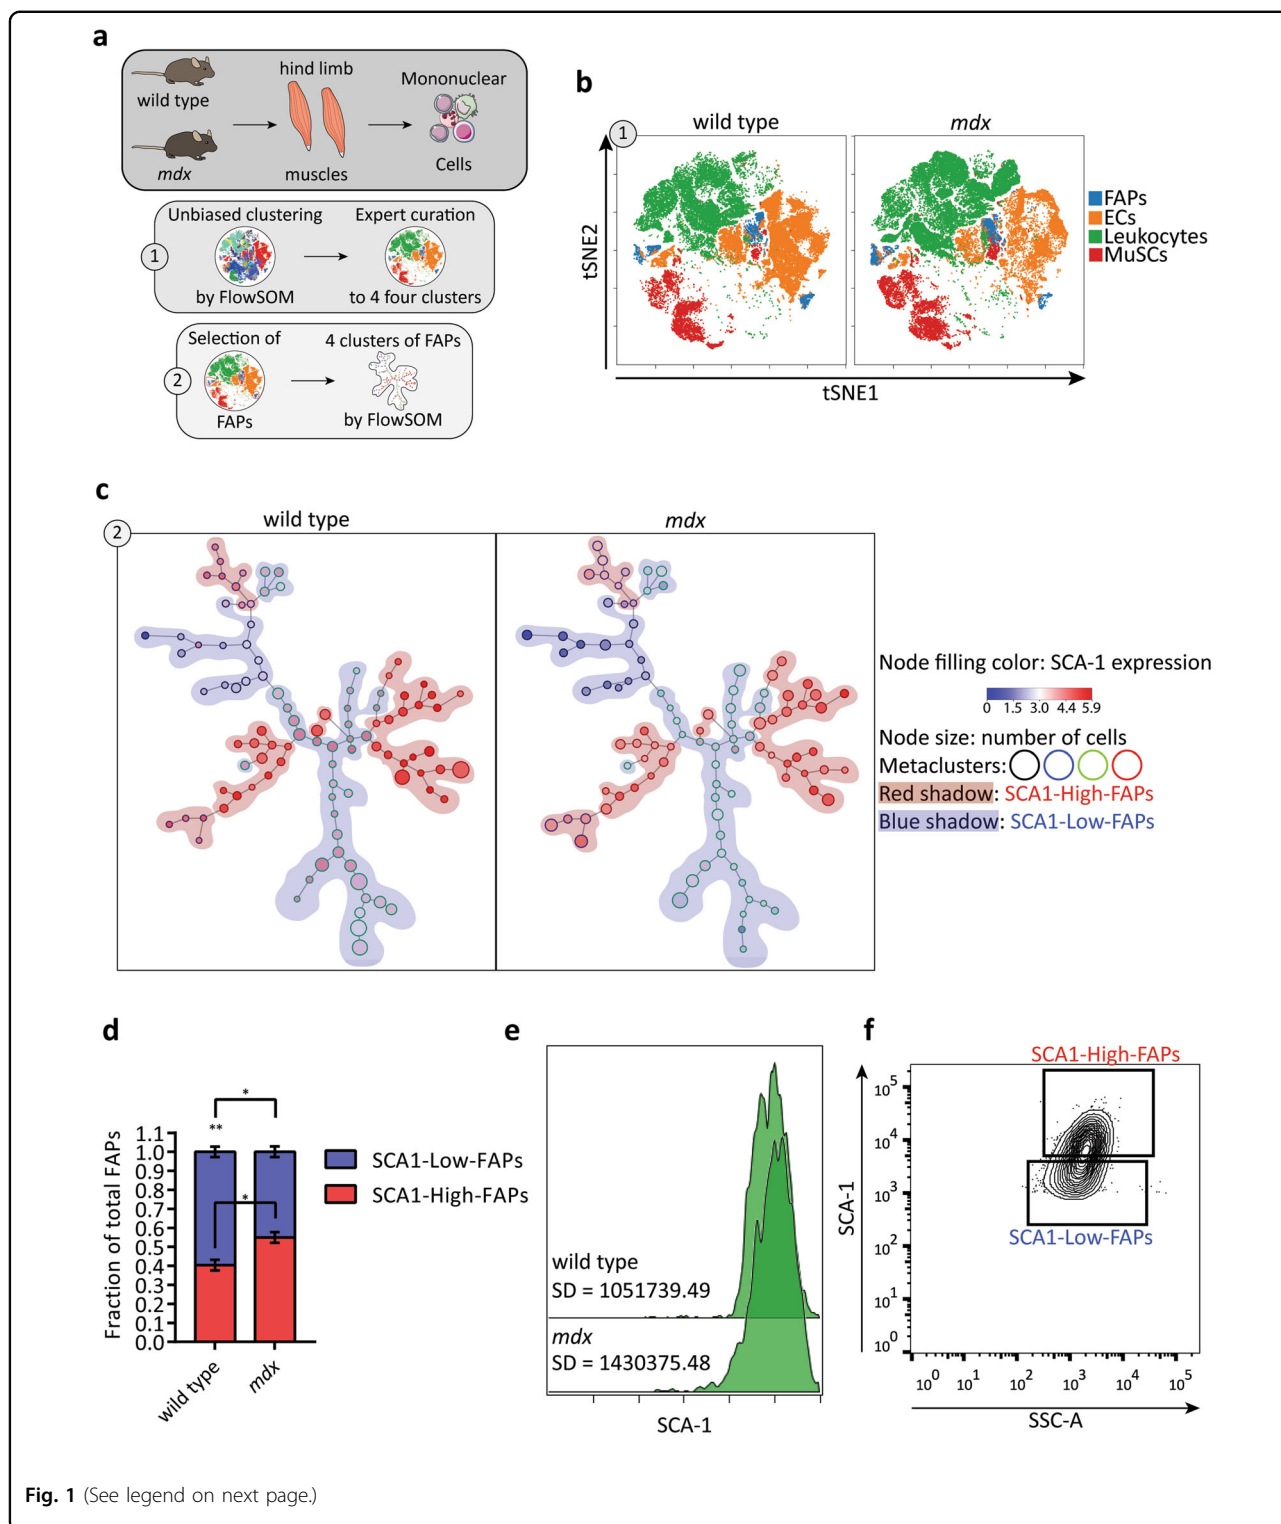 a
wild type
mdx
hind limb
muscles
Mononuclear
Cells
1
Unbiased clustering
by FlowSOM
Expert curation
to 4 four clusters
2
Selection of
FAPs
4 clusters of FAPs
by FlowSOM
b
1
wild type
mdx
tSNE2
tSNE1
FAPs
ECs
Leukocytes
MuSCs
c
2
wild type
mdx
Node filling color: SCA-1 expression
0 1.5 3.0 4.4 5.9
Node size: number of cells
Metaclusters:
Red shadow: SCA1-High-FAPs
Blue shadow: SCA1-Low-FAPs
d
Fraction of total FAPs
1.1
1.0
0.9
0.8
0.7
0.6
0.5
0.4
0.3
0.2
0.1
0.0
*
**
*
wild type
mdx
SCA1-Low-FAPs
SCA1-High-FAPs
e
wild type
SD = 1051739.49
mdx
SD = 1430375.48
SCA-1
f
SCA1-High-FAPs
SCA1-Low-FAPs
SCA-1
10^5
10^4
10^3
10^2
10^1
10^0
10^0 10^1 10^2 10^3 10^4 10^5
SSC-A
Fig. 1 (See legend on next page.)